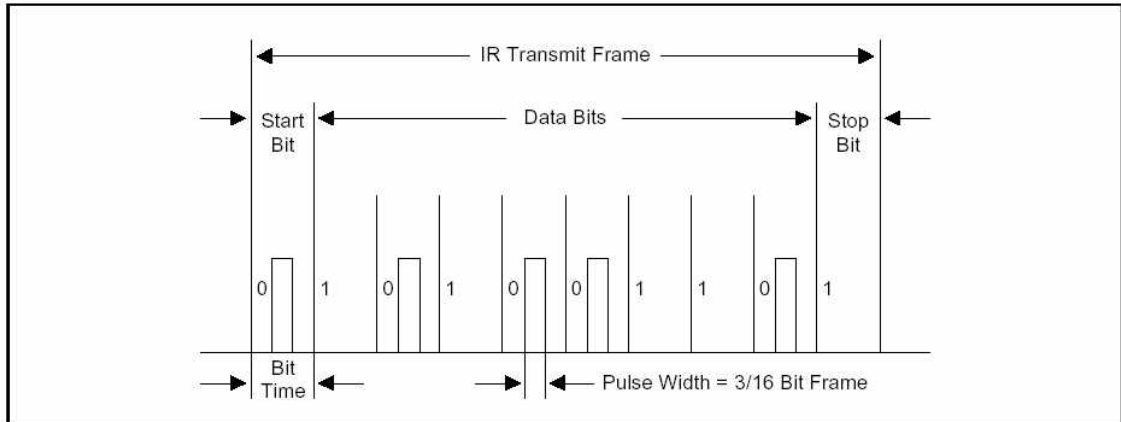 IR Transmit Frame
Start
Bit
Data Bits
Stop
Bit
0 1 0 1 0 0 1 1 0 1
Bit
Time
Pulse Width = 3/16 Bit Frame